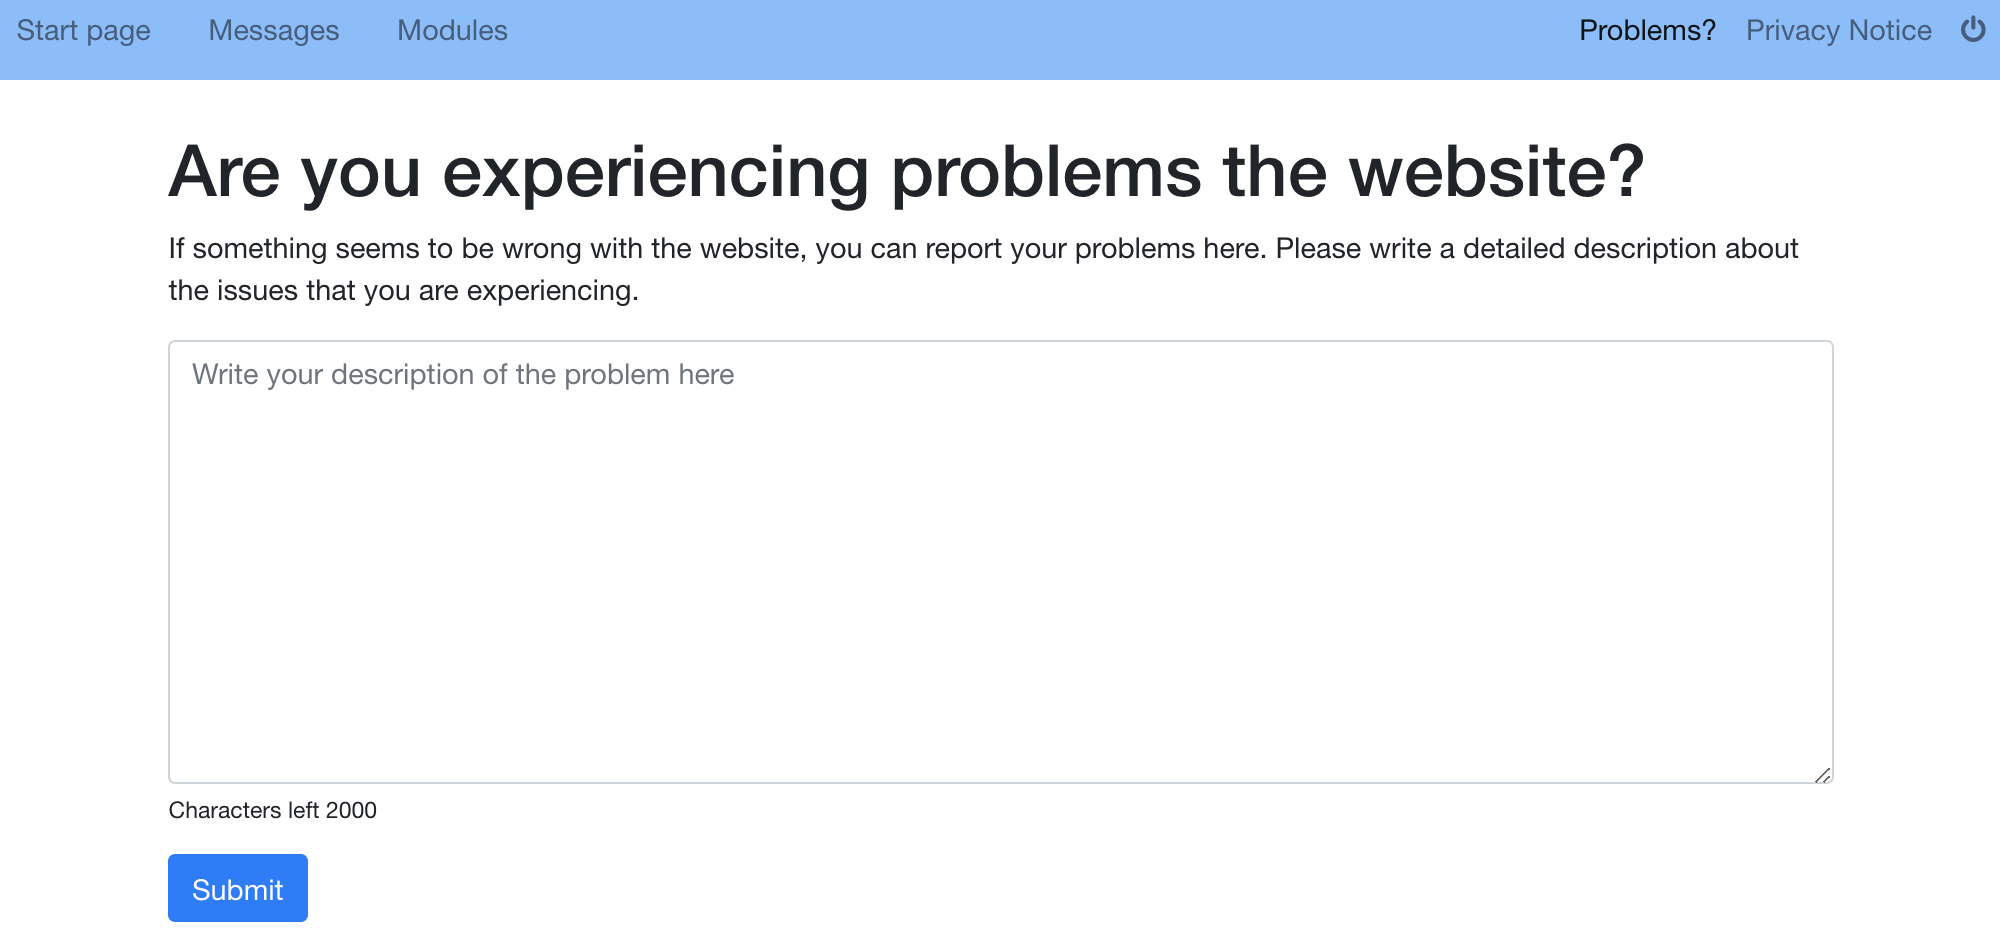 Start page Messages Modules Problems? Privacy Notice
Are you experiencing problems the website?
If something seems to be wrong with the website, you can report your problems here. Please write a detailed description about
the issues that you are experiencing.
Write your description of the problem here
Characters left 2000
Submit